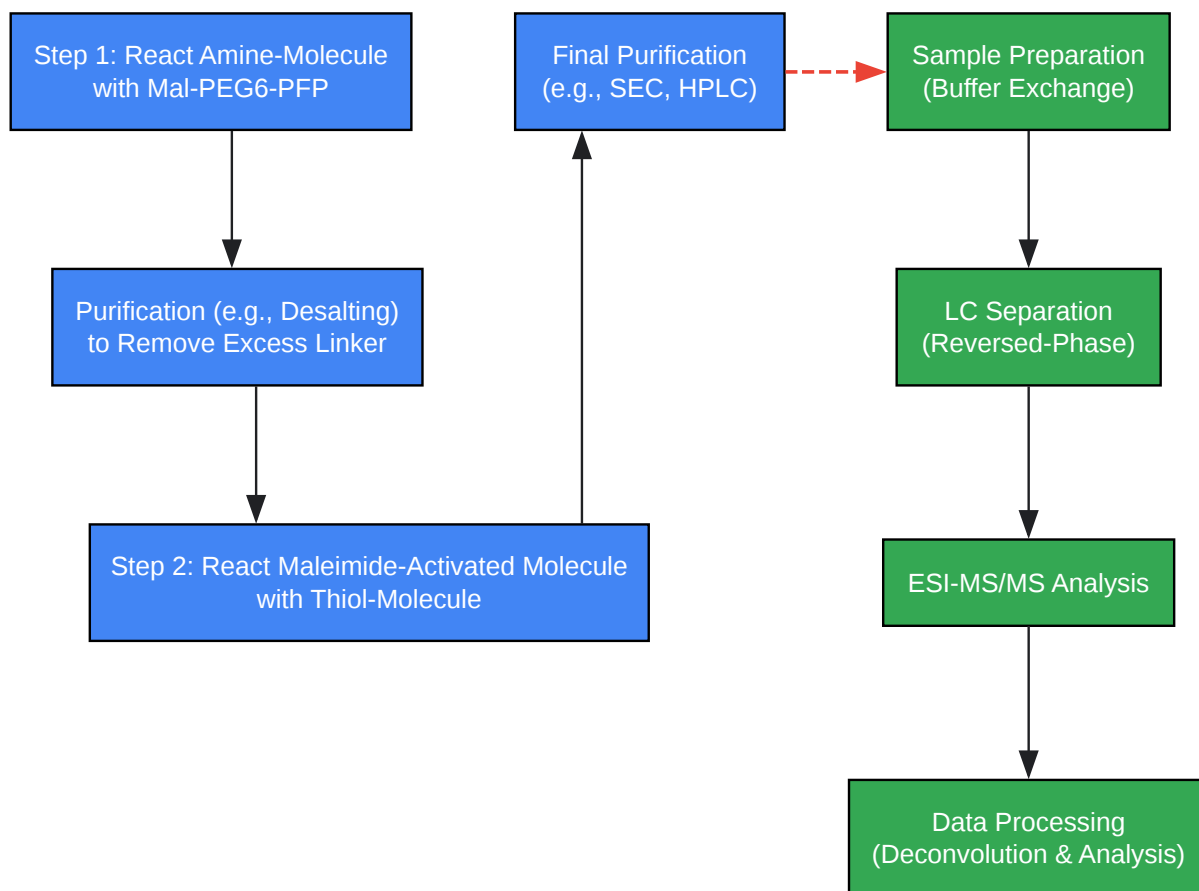 Step 1: React Amine-Molecule
with Mal-PEG6-PFP
Purification (e.g., Desalting)
to Remove Excess Linker
Step 2: React Maleimide-Activated Molecule
with Thiol-Molecule
Final Purification
(e.g., SEC, HPLC)
Sample Preparation
(Buffer Exchange)
LC Separation
(Reversed-Phase)
ESI-MS/MS Analysis
Data Processing
(Deconvolution & Analysis)